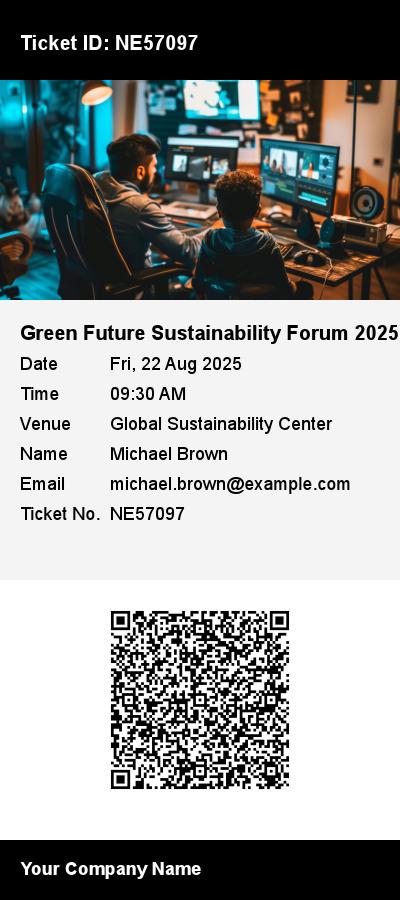 Ticket ID: NE57097
Green Future Sustainability Forum 2025
Date Fri, 22 Aug 2025
Time 09:30 AM
Venue Global Sustainability Center
Name Michael Brown
Email michael.brown@example.com
Ticket No. NE57097
Your Company Name